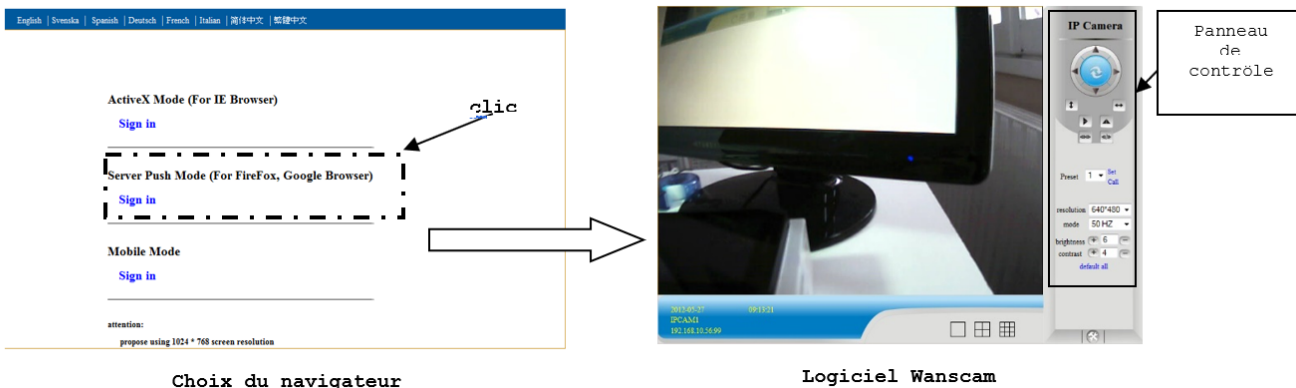 English | Svenska | Spanish | Deutsch | French | Italian | 简体中文 | 繁體中文
ActiveX Mode (For IE Browser)
Sign in
clic
Server Push Mode (For FireFox, Google Browser)
Sign in
Mobile Mode
Sign in
attention:
propose using 1024 * 768 screen resolution
Choix du navigateur
IP Camera
Preset 1 Set
Call
resolution 640*480
mode 50 HZ
brightness 6
contrast 4
default all
2012-05-27 09:13:21
IPCAM1
192.168.10.56:99
Logiciel Wanscam
Panneau
de
contrôle